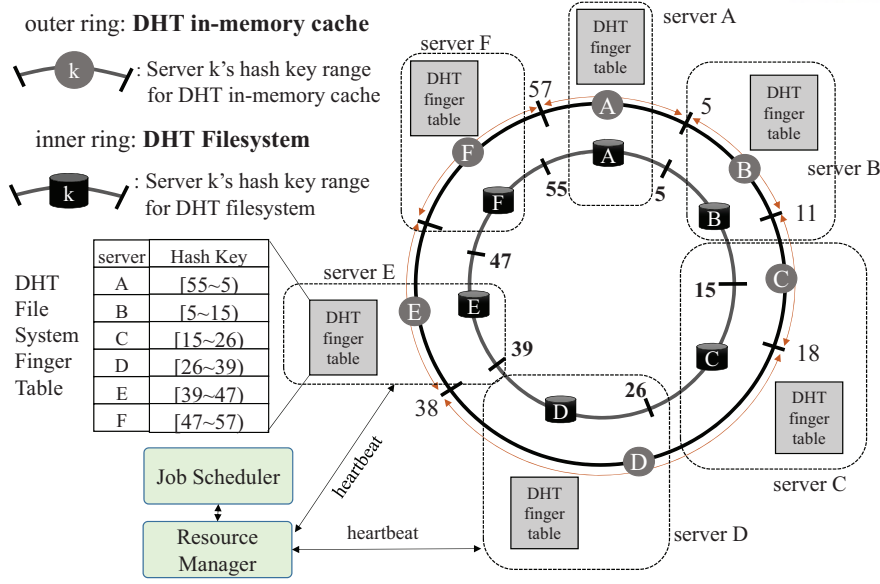 outer ring: DHT in-memory cache
k
: Server k's hash key range
for DHT in-memory cache
inner ring: DHT Filesystem
k
: Server k's hash key range
for DHT filesystem
server A
DHT
finger
table
server F
DHT
finger
table
57
A
5
DHT
finger
table
server B
F
B
A
55
5
F
B
11
47
15
C
server Hash Key
A [55~5)
B [5~15)
C [15~26)
D [26~39)
E [39~47)
F [47~57)
DHT
File
System
Finger
Table
server E
DHT
finger
table
E
E
39
38
C
18
DHT
finger
table
server C
26
D
D
DHT
finger
table
server D
Job Scheduler
Resource
Manager
heartbeat
heartbeat